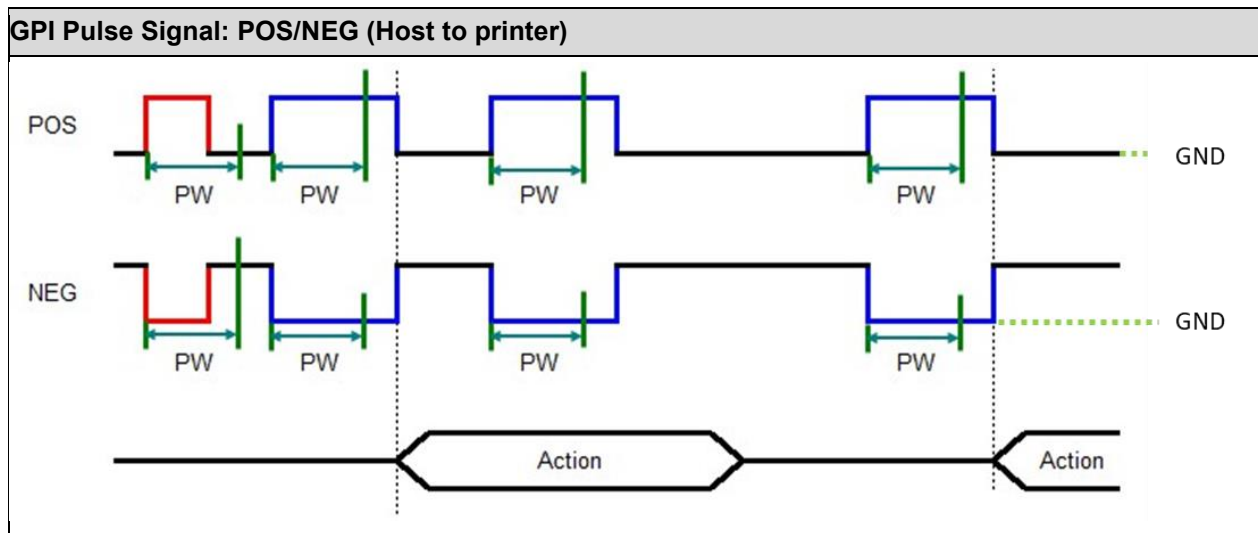 GPI Pulse Signal: POS/NEG (Host to printer)
POS
GND
PW PW PW PW
NEG
GND
PW PW PW PW
Action Action